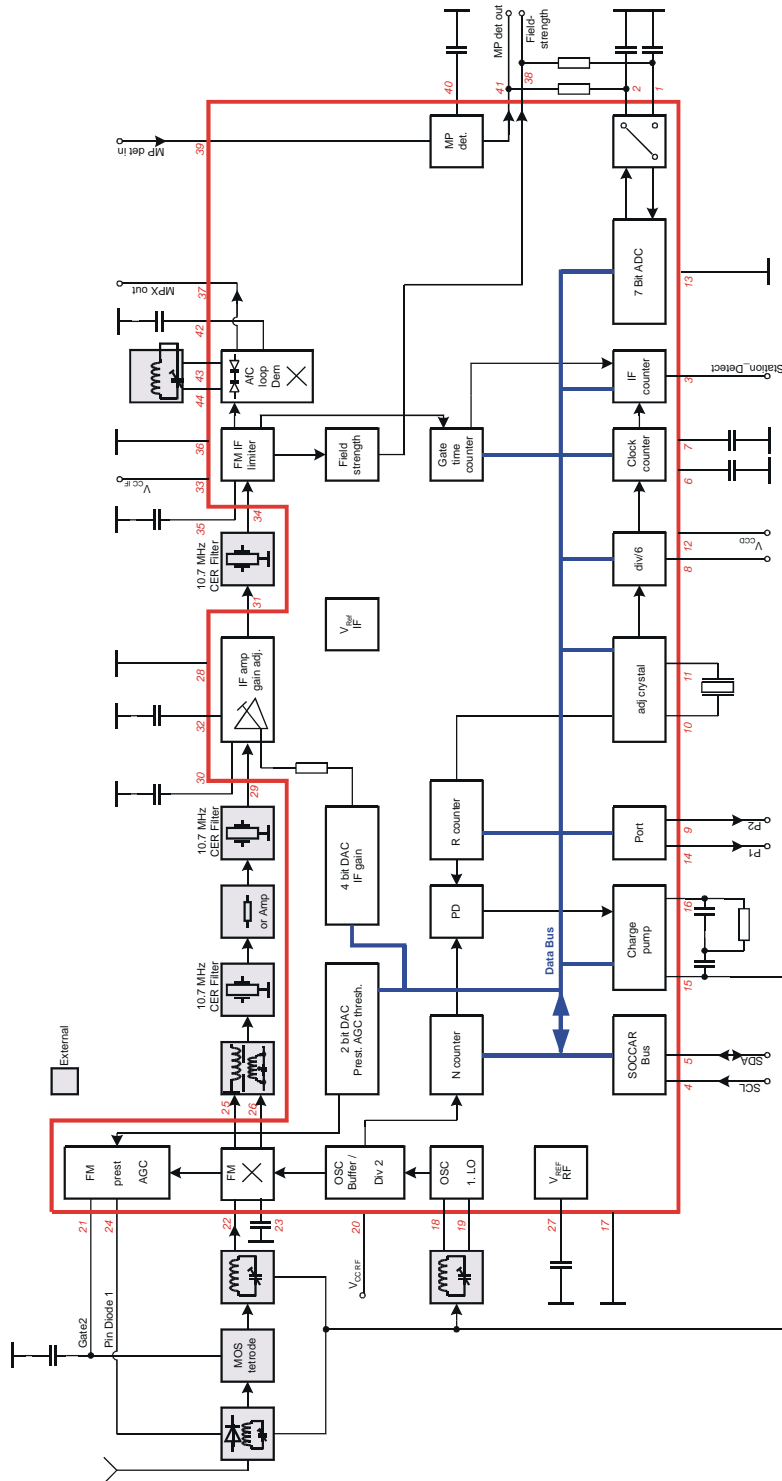 External
FM
prest
AGC
21
24
Gate2
Pin Diode 1
MOS
tetrode
22
23
FM
25
26
10.7 MHz
CER Filter
or Amp
10.7 MHz
CER Filter
29
30
32
28
IF amp
gain adj.
31
10.7 MHz
CER Filter
34
35
33
VCC IF
36
FM IF
limiter
44
43
42
AfC
loop
Dem
37
MPX out
39
MP det in
MP
det.
40
41
MP det out
38
Field-
strength
Field
strength
VRef
IF
4 bit DAC
IF gain
2 bit DAC
Prest. AGC thresh.
OSC
Buffer /
Div 2
20
VCC RF
18
19
OSC
1. LO
VREF
RF
27
17
N counter
PD
R counter
Gate
time
counter
Data Bus
SOCCAR
Bus
4
5
SCL
SDA
Charge
pump
15
16
Port
14
9
P1
P2
adj crystal
10
11
div/6
8
12
VCCD
Clock
counter
6
7
IF
counter
3
Station_Detect
7 Bit ADC
13
2
1